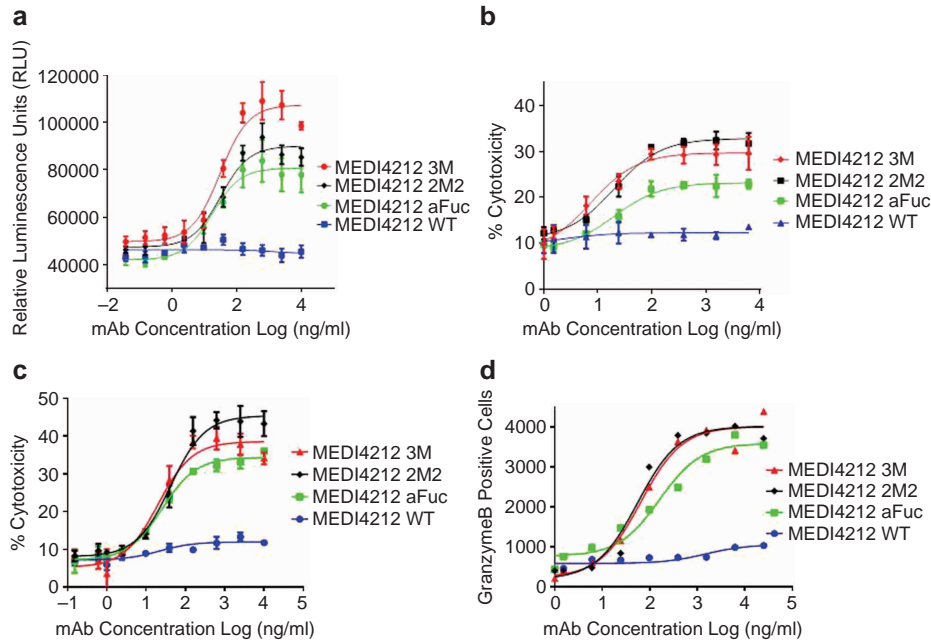 a
Relative Luminescence Units (RLU)
120000
100000
80000
60000
40000
–2
0
2
4
mAb Concentration Log (ng/ml)
MEDI4212 3M
MEDI4212 2M2
MEDI4212 aFuc
MEDI4212 WT
b
% Cytotoxicity
40
30
20
10
0
0
1
2
3
4
mAb Concentration Log (ng/ml)
MEDI4212 3M
MEDI4212 2M2
MEDI4212 aFuc
MEDI4212 WT
c
% Cytotoxicity
50
40
30
20
10
0
–1
0
1
2
3
4
5
mAb Concentration Log (ng/ml)
MEDI4212 3M
MEDI4212 2M2
MEDI4212 aFuc
MEDI4212 WT
d
GranzymeB Positive Cells
4000
3000
2000
1000
0
0
1
2
3
4
5
mAb Concentration Log (ng/ml)
MEDI4212 3M
MEDI4212 2M2
MEDI4212 aFuc
MEDI4212 WT